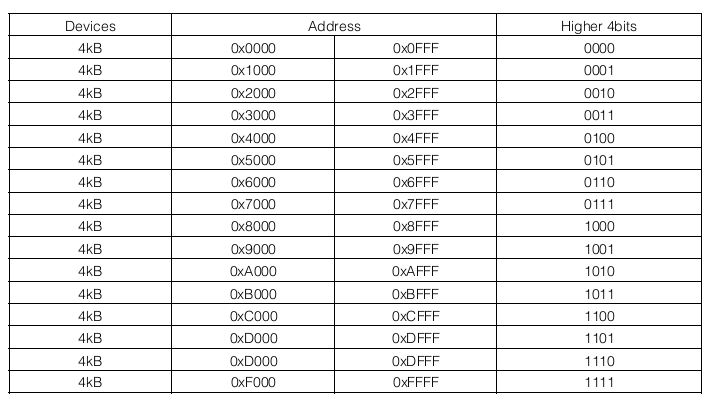 Devices Address Higher 4bits
4kB 0x0000 0x0FFF 0000
4kB 0x1000 0x1FFF 0001
4kB 0x2000 0x2FFF 0010
4kB 0x3000 0x3FFF 0011
4kB 0x4000 0x4FFF 0100
4kB 0x5000 0x5FFF 0101
4kB 0x6000 0x6FFF 0110
4kB 0x7000 0x7FFF 0111
4kB 0x8000 0x8FFF 1000
4kB 0x9000 0x9FFF 1001
4kB 0xA000 0xAFFF 1010
4kB 0xB000 0xBFFF 1011
4kB 0xC000 0xCFFF 1100
4kB 0xD000 0xDFFF 1101
4kB 0xD000 0xDFFF 1110
4kB 0xF000 0xFFFF 1111